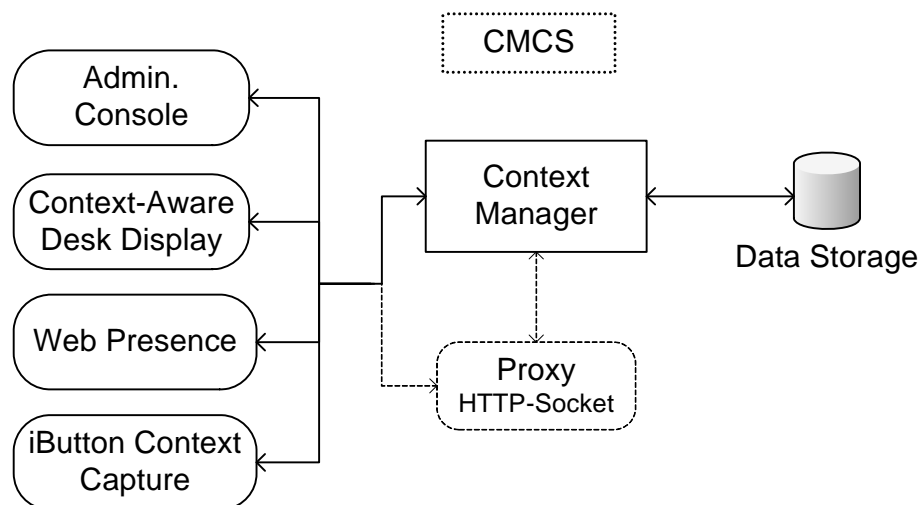 CMCS
Admin.
Console
Context-Aware
Desk Display
Web Presence
iButton Context
Capture
Context
Manager
Proxy
HTTP-Socket
Data Storage